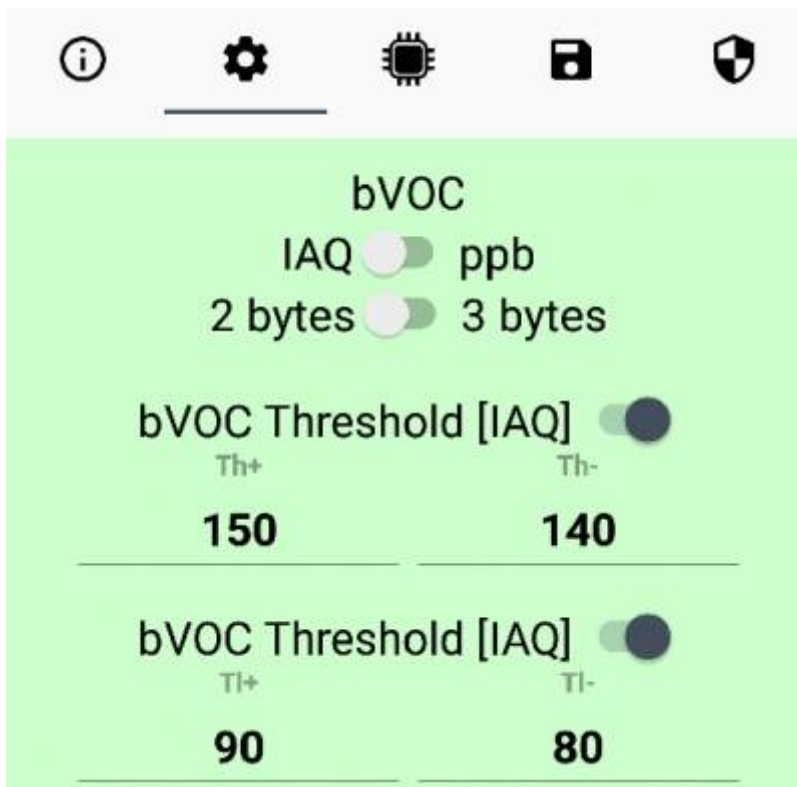 bVOC
IAQ ppb
2 bytes 3 bytes
bVOC Threshold [IAQ]
Th+ Th-
150 140
bVOC Threshold [IAQ]
Tl+ Tl-
90 80